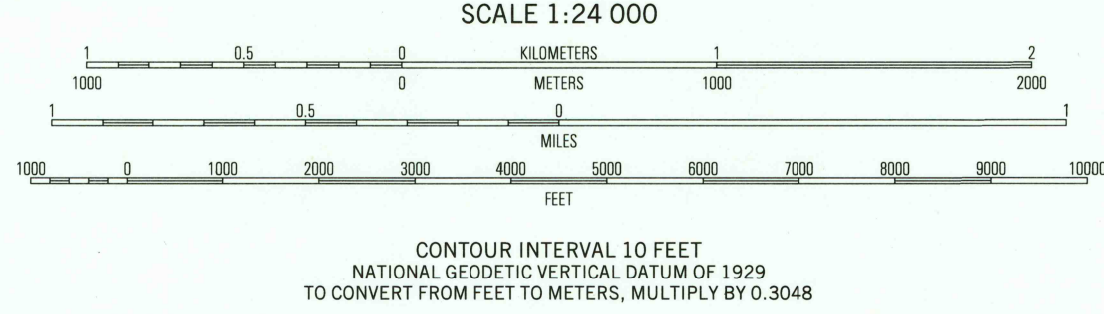 SCALE 1:24 000
1 0.5 0 KILOMETERS 1 2
1000 0 METERS 1000 2000
1 0.5 0 1
MILES
1000 0 1000 2000 3000 4000 5000 6000 7000 8000 9000 10000
FEET
CONTOUR INTERVAL 10 FEET
NATIONAL GEODETIC VERTICAL DATUM OF 1929
TO CONVERT FROM FEET TO METERS, MULTIPLY BY 0.3048